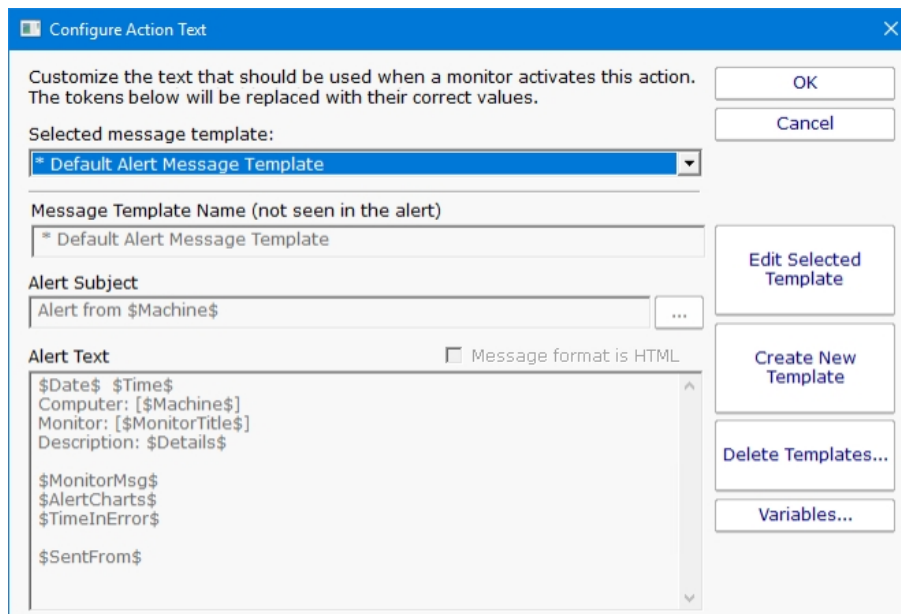 Configure Action Text
Customize the text that should be used when a monitor activates this action.
The tokens below will be replaced with their correct values.
OK
Cancel
Selected message template:
* Default Alert Message Template
Message Template Name (not seen in the alert)
* Default Alert Message Template
Edit Selected
Template
Alert Subject
Alert from $Machine$
...
Alert Text
Message format is HTML
Create New
Template
$Date$  $Time$
Computer: [$Machine$]
Monitor: [$MonitorTitle$]
Description: $Details$
Delete Templates...
$MonitorMsg$
$AlertCharts$
$TimeInError$
Variables...
$SentFrom$